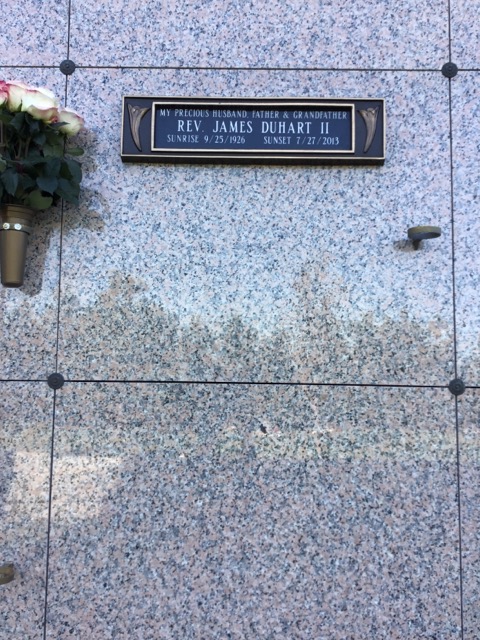 MY PRECIOUS HUSBAND, FATHER & GRANDFATHER
REV. JAMES DUHART II
SUNRISE 9/25/1926 SUNSET 7/27/2013